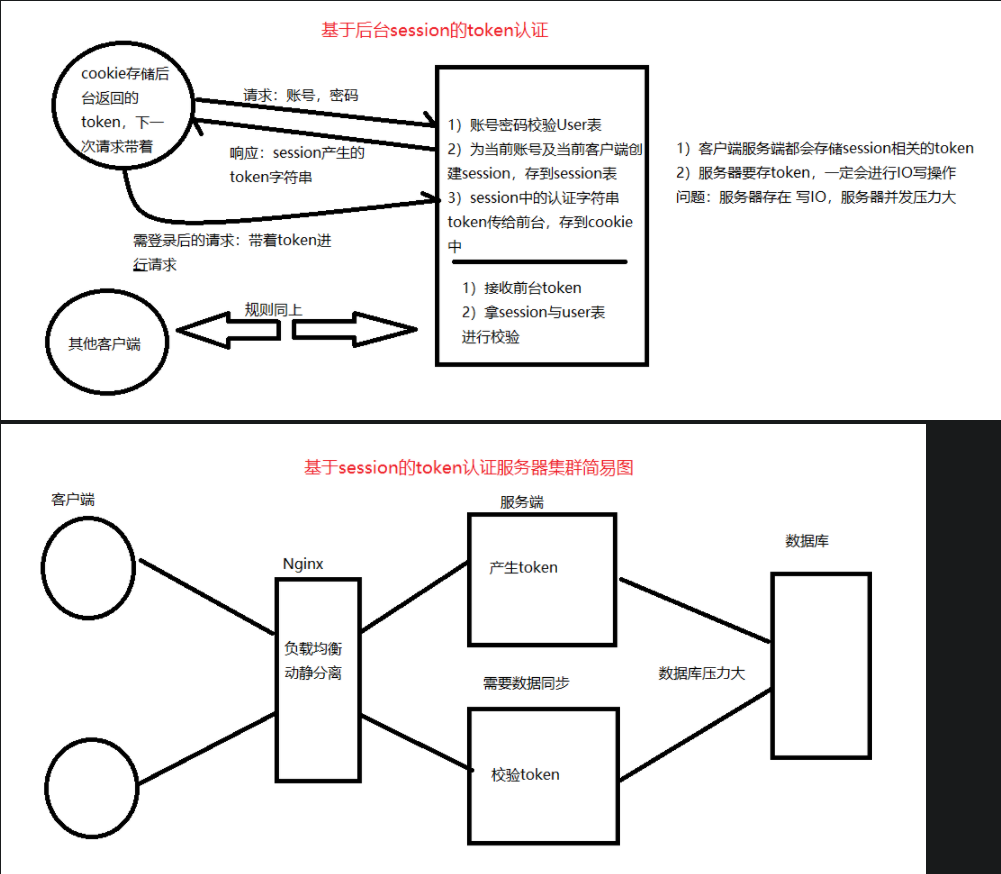 基于后台session的token认证
cookie存储后
台返回的
token，下一
次请求带着
请求：账号，密码
响应：session产生的
token字符串
需登录后的请求：带着token进
行请求
1）账号密码校验User表
2）为当前账号及当前客户端创
建session，存到session表
3）session中的认证字符串
token传给前台，存到cookie
中
1）接收前台token
2）拿session与user表
进行校验
1）客户端服务端都会存储session相关的token
2）服务器要存token，一定会进行IO写操作
问题：服务器存在 写IO，服务器并发压力大
其他客户端
规则同上
基于session的token认证服务器集群简易图
客户端
Nginx
负载均衡
动静分离
服务端
产生token
需要数据同步
校验token
数据库
数据库压力大